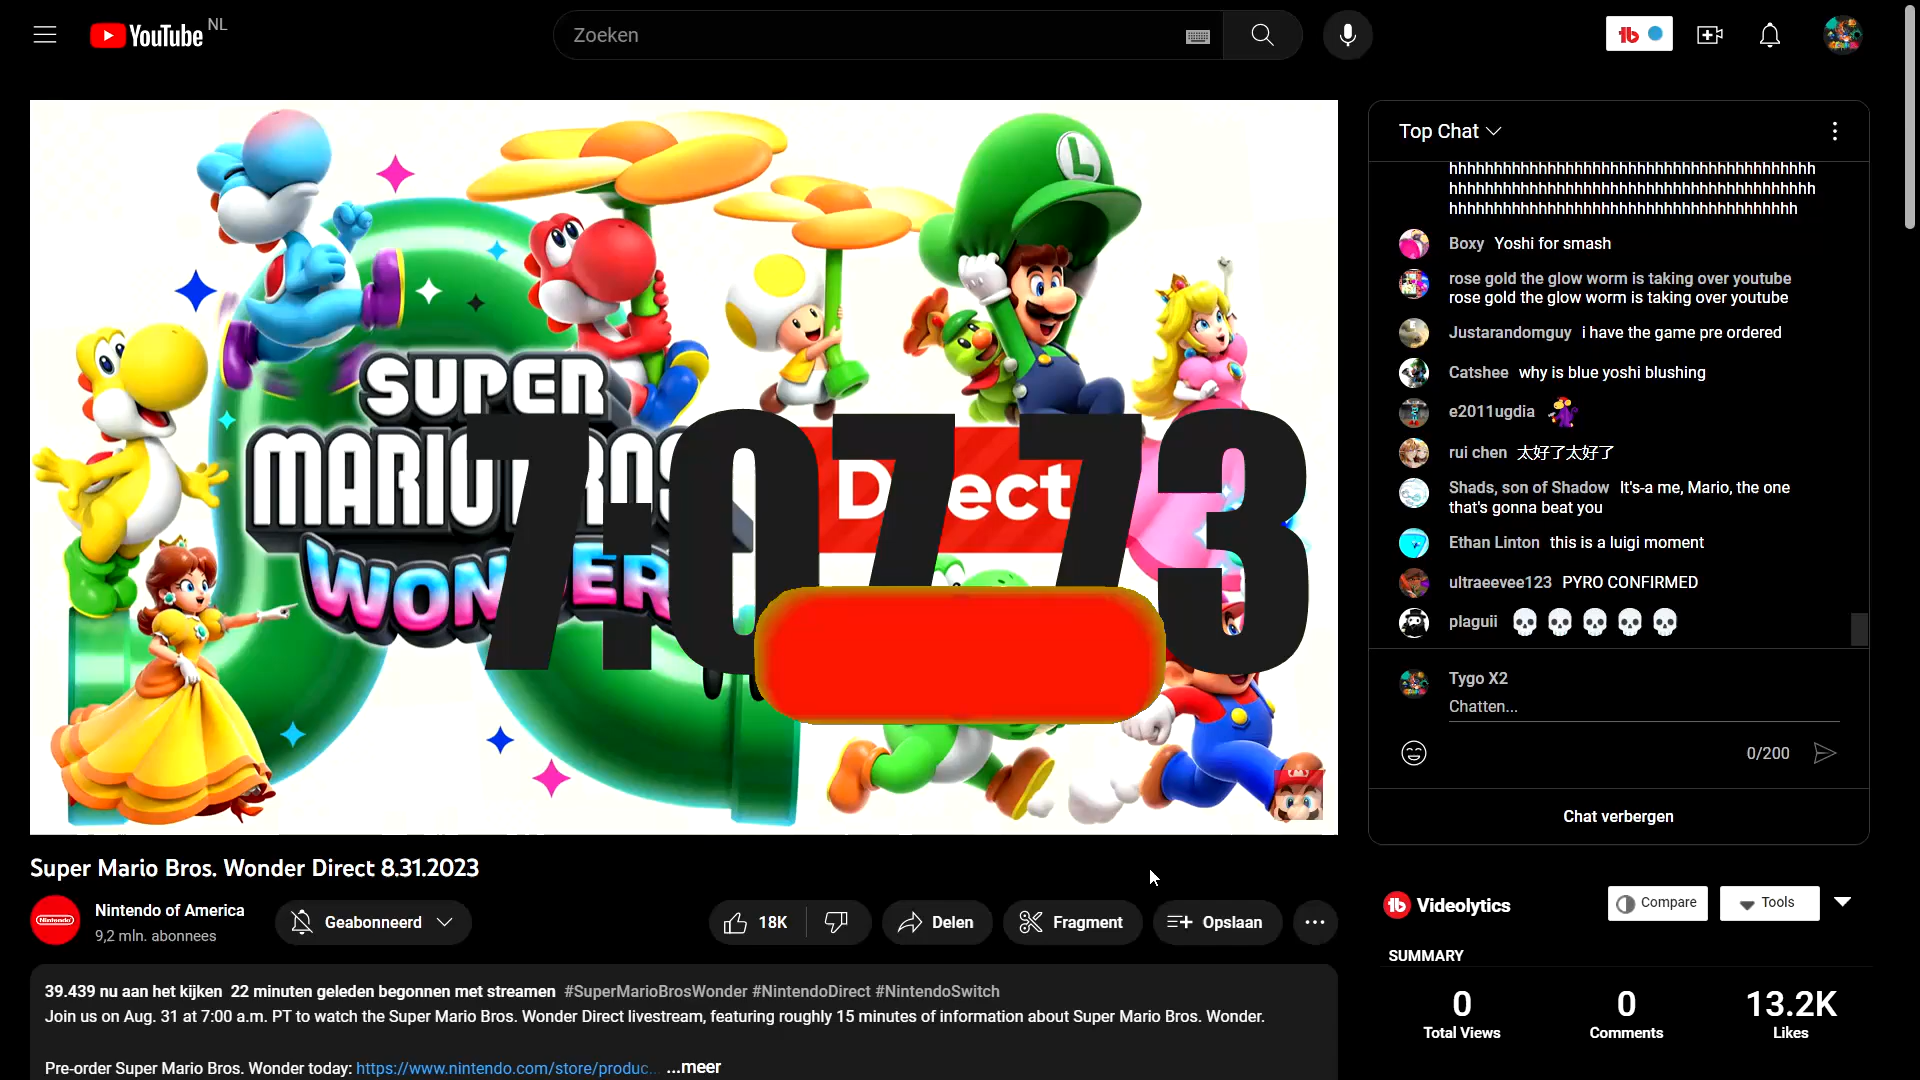 YouTube NL
Zoeken
SUPER
MARIO BROS.
WONDER
Direct
7:07.73
L
Super Mario Bros. Wonder Direct 8.31.2023
Nintendo
Nintendo of America
9,2 mln. abonnees
Geabonneerd
18K
Delen
Fragment
Opslaan
39.439 nu aan het kijken 22 minuten geleden begonnen met streamen #SuperMarioBrosWonder #NintendoDirect #NintendoSwitch
Join us on Aug. 31 at 7:00 a.m. PT to watch the Super Mario Bros. Wonder Direct livestream, featuring roughly 15 minutes of information about Super Mario Bros. Wonder.
Pre-order Super Mario Bros. Wonder today: https://www.nintendo.com/store/produc... ...meer
Top Chat
Boxy Yoshi for smash
rose gold the glow worm is taking over youtube
rose gold the glow worm is taking over youtube
Justarandomguy i have the game pre ordered
Catshee why is blue yoshi blushing
e2011ugdia
rui chen 太好了太好了
Shads, son of Shadow It's-a me, Mario, the one
that's gonna beat you
Ethan Linton this is a luigi moment
ultraeevee123 PYRO CONFIRMED
plaguii 💀 💀 💀 💀 💀
Tygo X2
Chatten...
0/200
Chat verbergen
Videolytics
Compare
Tools
SUMMARY
0 0 13.2K
Total Views Comments Likes